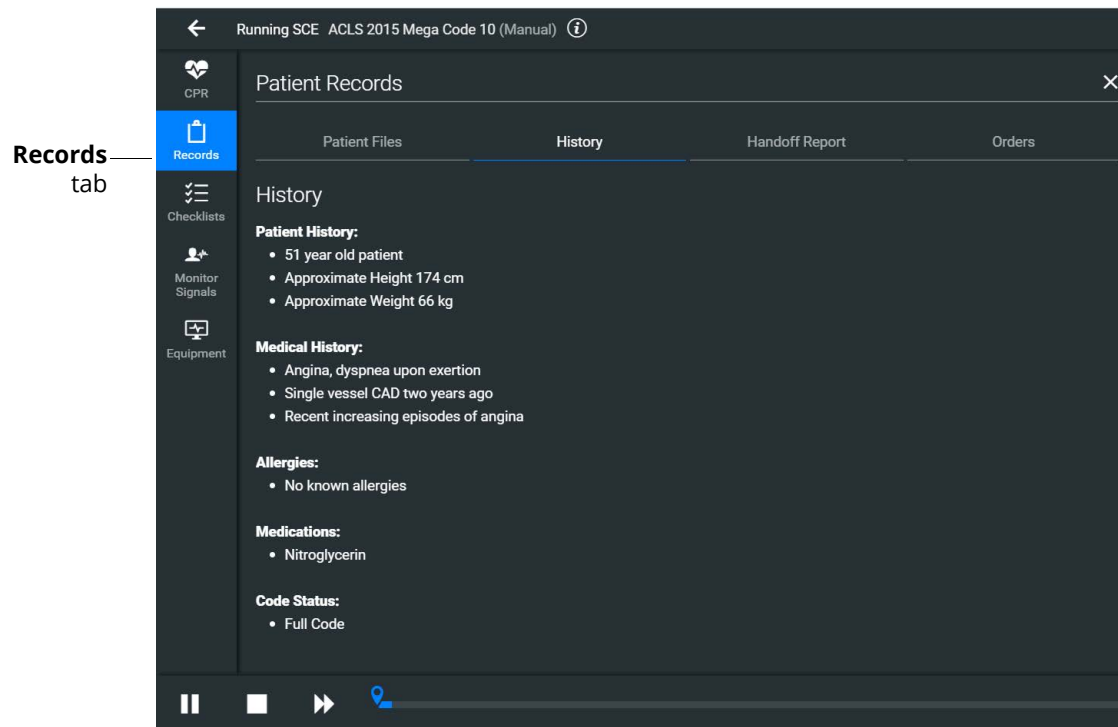 Running SCE ACLS 2015 Mega Code 10 (Manual) i
CPR
Records
Checklists
Monitor
Signals
Equipment
Records
tab
Patient Records
Patient Files
History
Handoff Report
Orders
History
Patient History:
• 51 year old patient
• Approximate Height 174 cm
• Approximate Weight 66 kg
Medical History:
• Angina, dyspnea upon exertion
• Single vessel CAD two years ago
• Recent increasing episodes of angina
Allergies:
• No known allergies
Medications:
• Nitroglycerin
Code Status:
• Full Code